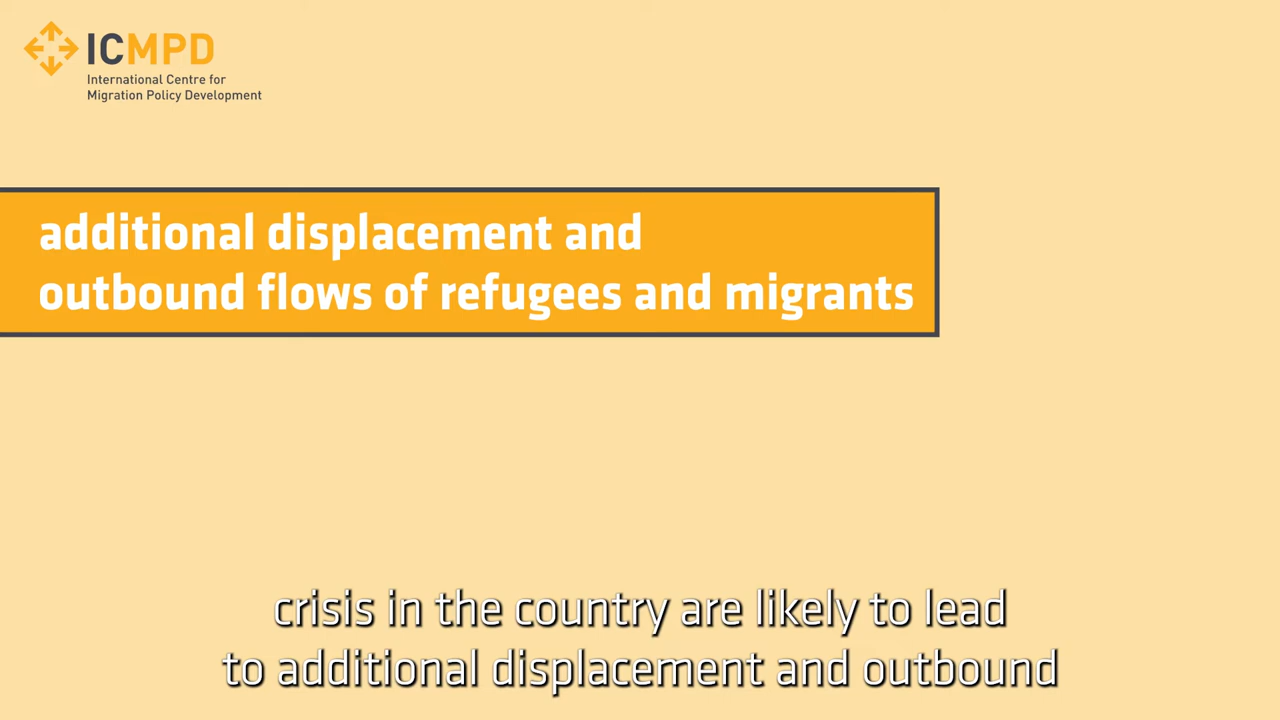 ICMPD
International Centre for
Migration Policy Development
additional displacement and
outbound flows of refugees and migrants
crisis in the country are likely to lead
to additional displacement and outbound